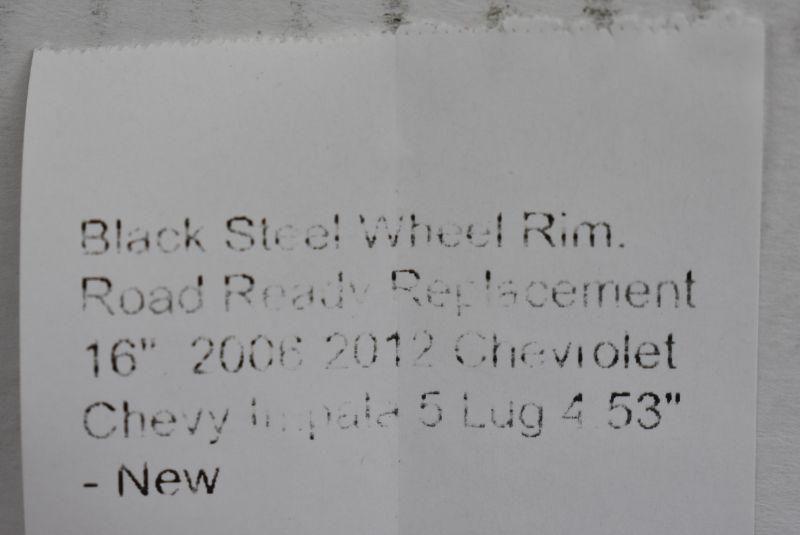 Black Steel Wheel Rim.
Road Ready Replacement
16". 2006 2012 Chevrolet
Chevy Impala 5 Lug 4.53"
- New